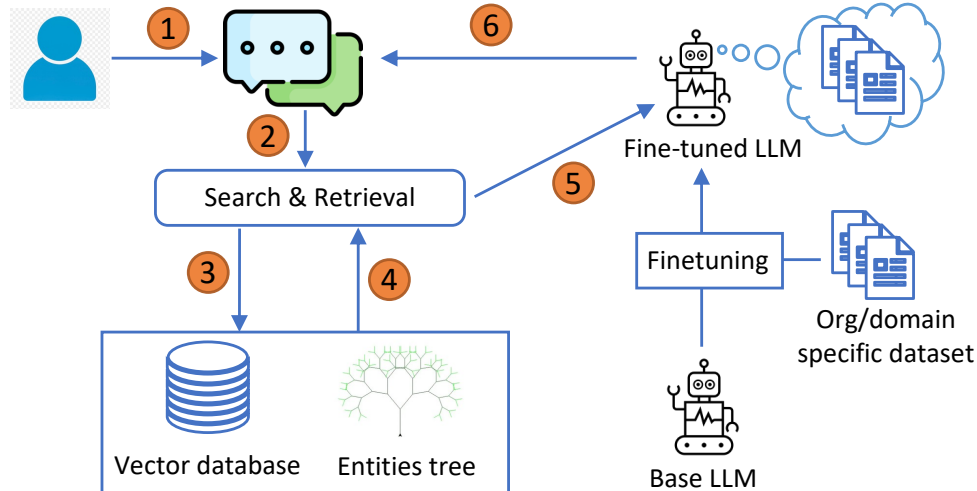 1
6
2
Fine-tuned LLM
5
Search & Retrieval
3
4
Finetuning
Org/domain
specific dataset
Vector database
Entities tree
Base LLM